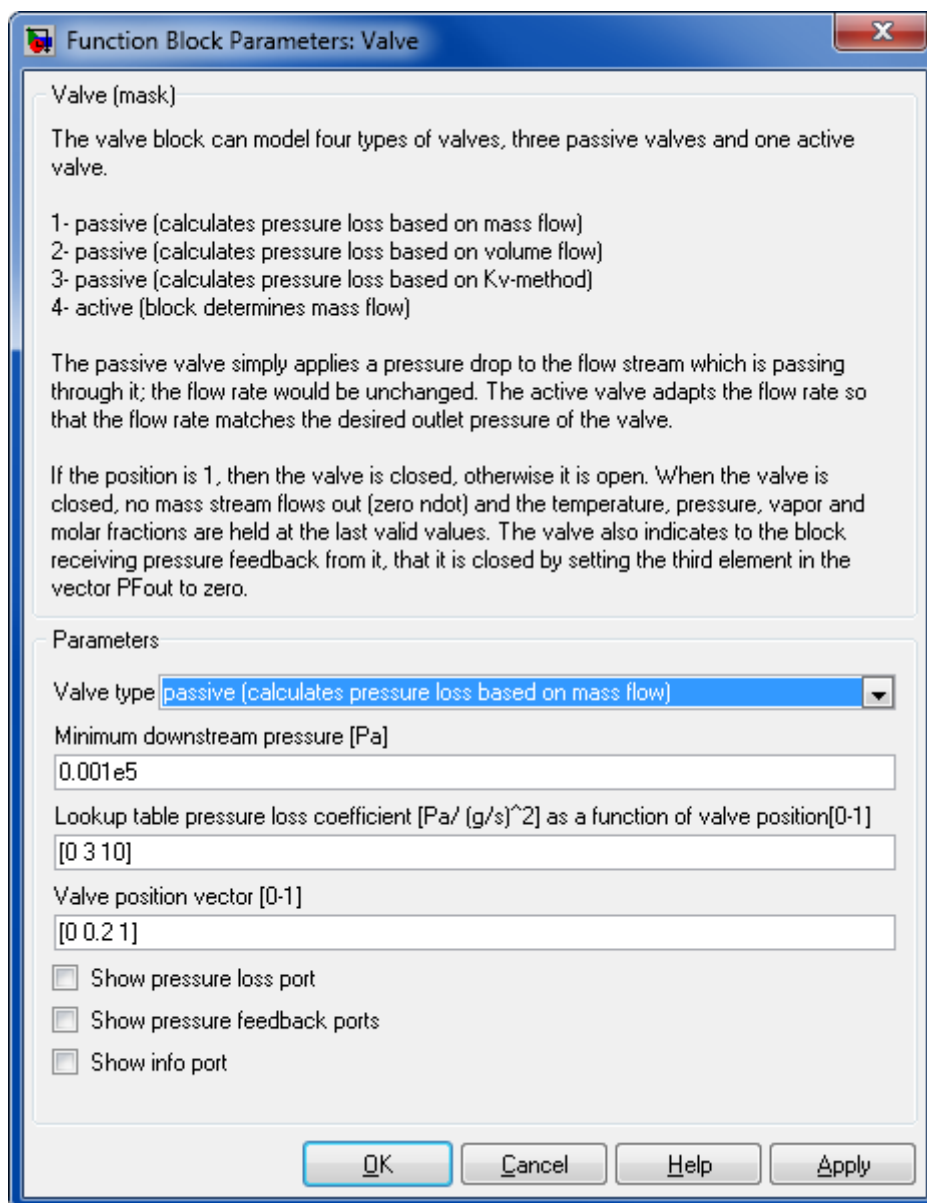 Function Block Parameters: Valve
Valve (mask)
The valve block can model four types of valves, three passive valves and one active
valve.
1- passive (calculates pressure loss based on mass flow)
2- passive (calculates pressure loss based on volume flow)
3- passive (calculates pressure loss based on Kv-method)
4- active (block determines mass flow)
The passive valve simply applies a pressure drop to the flow stream which is passing
through it; the flow rate would be unchanged. The active valve adapts the flow rate so
that the flow rate matches the desired outlet pressure of the valve.
If the position is 1, then the valve is closed, otherwise it is open. When the valve is
closed, no mass stream flows out (zero ndot) and the temperature, pressure, vapor and
molar fractions are held at the last valid values. The valve also indicates to the block
receiving pressure feedback from it, that it is closed by setting the third element in the
vector PFout to zero.
Parameters
Valve type passive (calculates pressure loss based on mass flow)
Minimum downstream pressure [Pa]
0.001e5
Lookup table pressure loss coefficient [Pa/ (g/s)^2] as a function of valve position[0-1]
[0 3 10]
Valve position vector [0-1]
[0 0.2 1]
Show pressure loss port
Show pressure feedback ports
Show info port
OK Cancel Help Apply